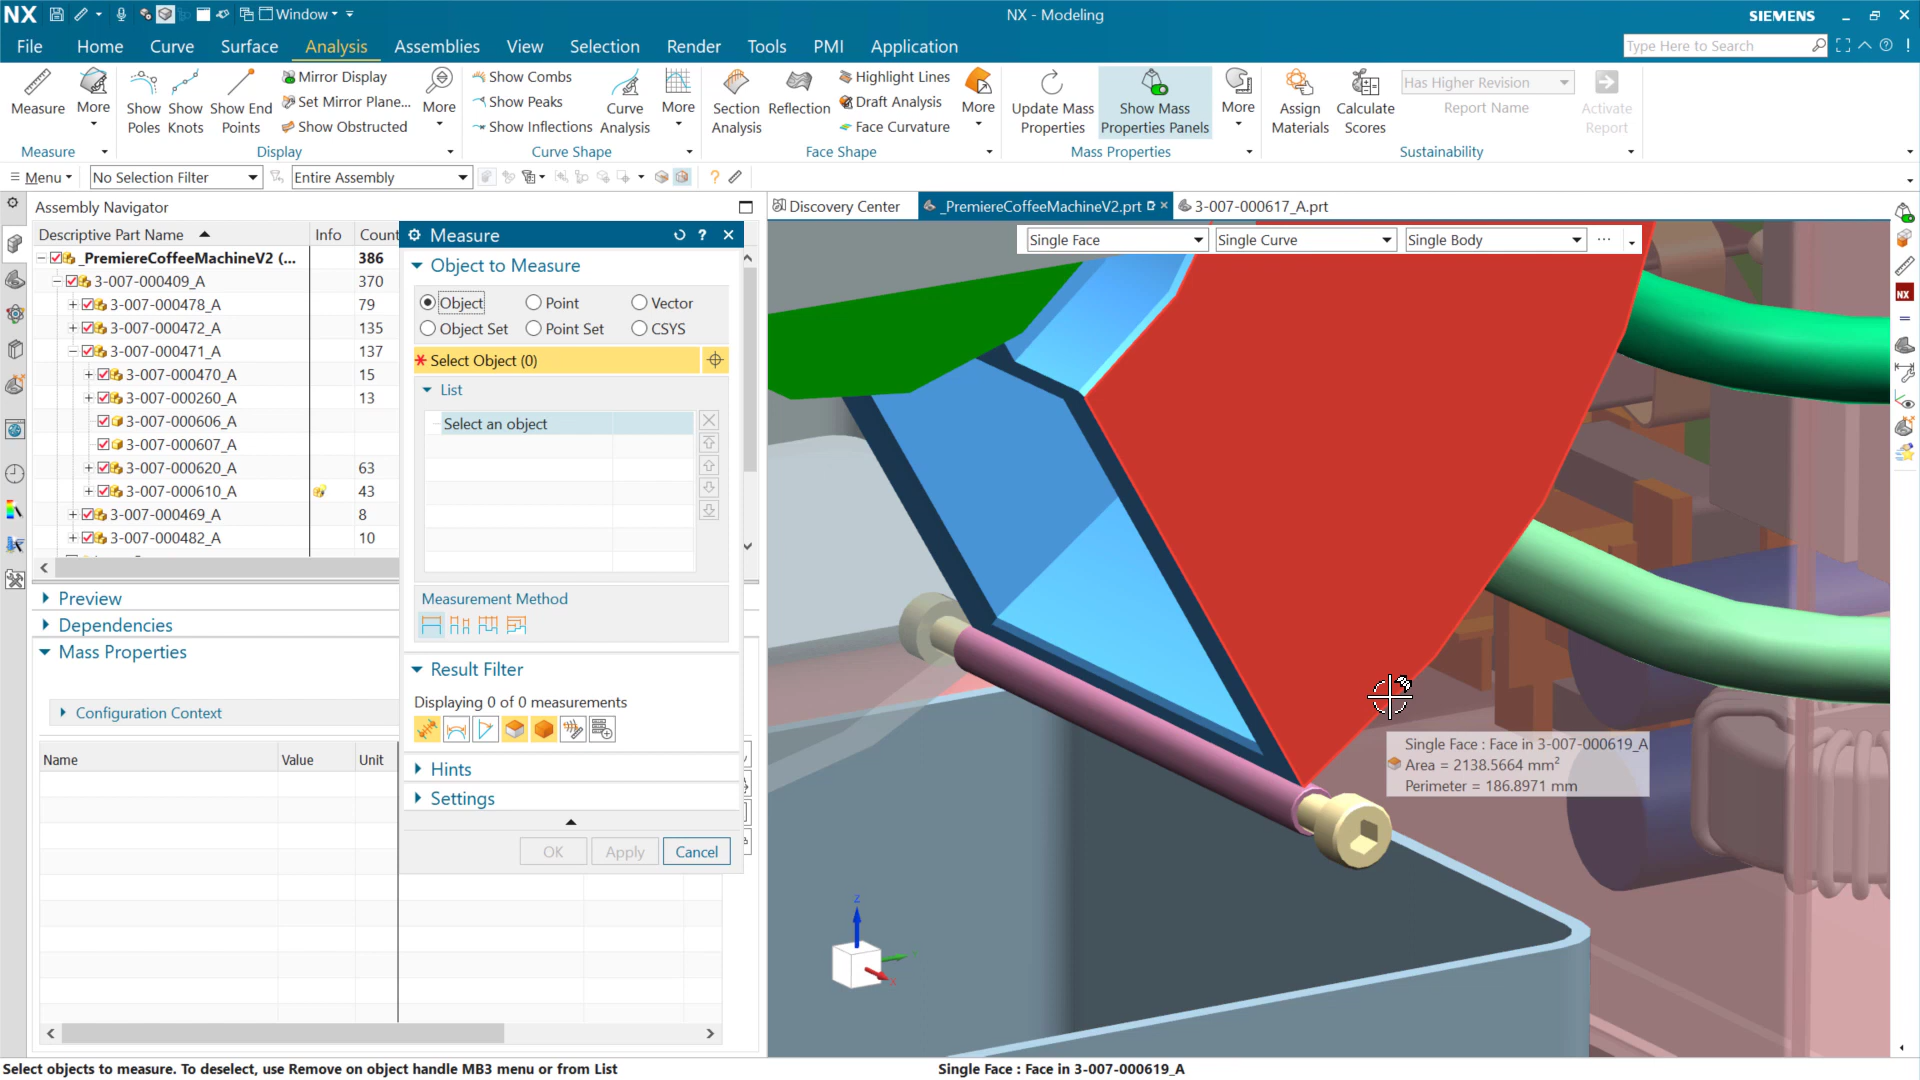 NX
Window
NX - Modeling
SIEMENS
File
Home
Curve
Surface
Analysis
Assemblies
View
Selection
Render
Tools
PMI
Application
Type Here to Search
Measure
More
Show Poles
Show Knots
Show End Points
Mirror Display
Set Mirror Plane...
Show Obstructed
More
Show Combs
Show Peaks
Show Inflections
Curve Analysis
More
Section Analysis
Reflection
Highlight Lines
Draft Analysis
Face Curvature
More
Update Mass Properties
Show Mass Properties Panels
More
Assign Materials
Calculate Scores
Has Higher Revision
Report Name
Activate Report
Measure
Display
Curve Shape
Face Shape
Mass Properties
Sustainability
Menu
No Selection Filter
Entire Assembly
Assembly Navigator
Descriptive Part Name
Info
Count
_PremiereCoffeeMachineV2 (...
386
3-007-000409_A
370
3-007-000478_A
79
3-007-000472_A
135
3-007-000471_A
137
3-007-000470_A
15
3-007-000260_A
13
3-007-000606_A
3-007-000607_A
3-007-000620_A
63
3-007-000610_A
43
3-007-000469_A
8
3-007-000482_A
10
Preview
Dependencies
Mass Properties
Configuration Context
Name
Value
Unit
Measure
Object to Measure
Object
Point
Vector
Object Set
Point Set
CSYS
* Select Object (0)
List
Select an object
Measurement Method
Result Filter
Displaying 0 of 0 measurements
Hints
Settings
OK
Apply
Cancel
Discovery Center
_PremiereCoffeeMachineV2.prt
3-007-000617_A.prt
Single Face
Single Curve
Single Body
Single Face : Face in 3-007-000619_A
Area = 2138.5664 mm²
Perimeter = 186.8971 mm
Z
NX
Select objects to measure. To deselect, use Remove on object handle MB3 menu or from List
Single Face : Face in 3-007-000619_A